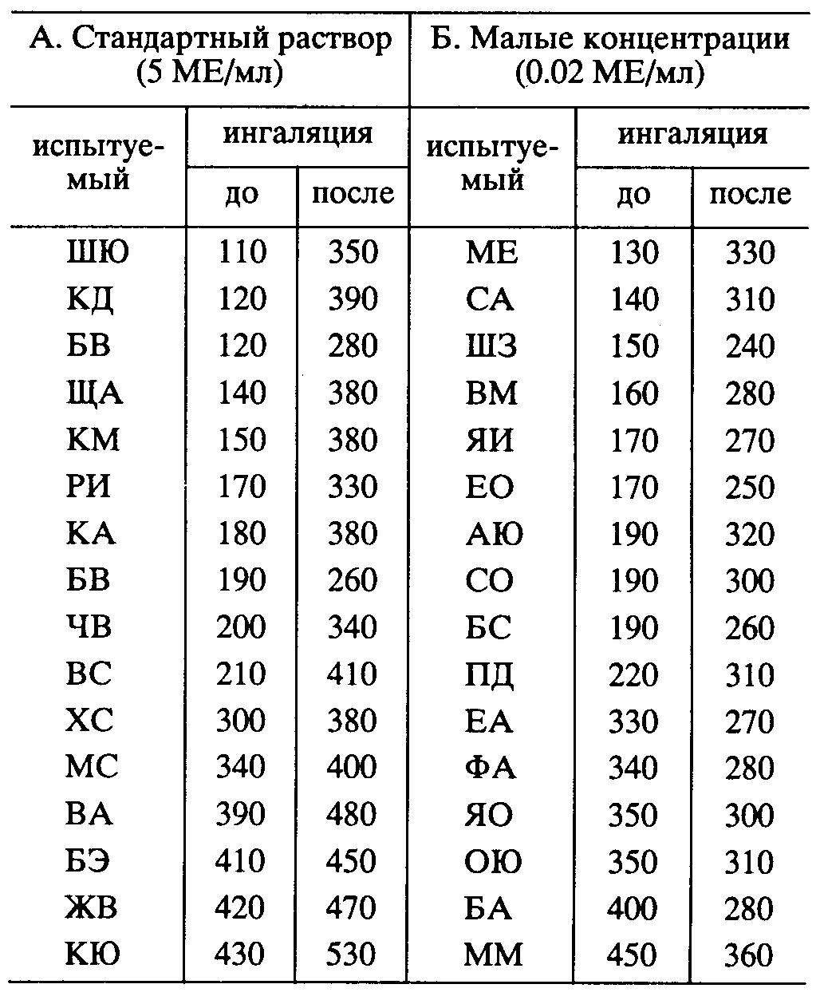 А. Стандартный раствор Б. Малые концентрации
(5 МЕ/мл) (0.02 МЕ/мл)
испытуе- ингаляция испытуе- ингаляция
мый до после мый до после
ШЮ 110 350 МЕ 130 330
КД 120 390 СА 140 310
БВ 120 280 ШЗ 150 240
ЩА 140 380 ВМ 160 280
КМ 150 380 ЯИ 170 270
РИ 170 330 ЕО 170 250
КА 180 380 АЮ 190 320
БВ 190 260 СО 190 300
ЧВ 200 340 БС 190 260
ВС 210 410 ПД 220 310
ХС 300 380 ЕА 330 270
МС 340 400 ФА 340 280
ВА 390 480 ЯО 350 300
БЭ 410 450 ОЮ 350 310
ЖВ 420 470 БА 400 280
КЮ 430 530 ММ 450 360